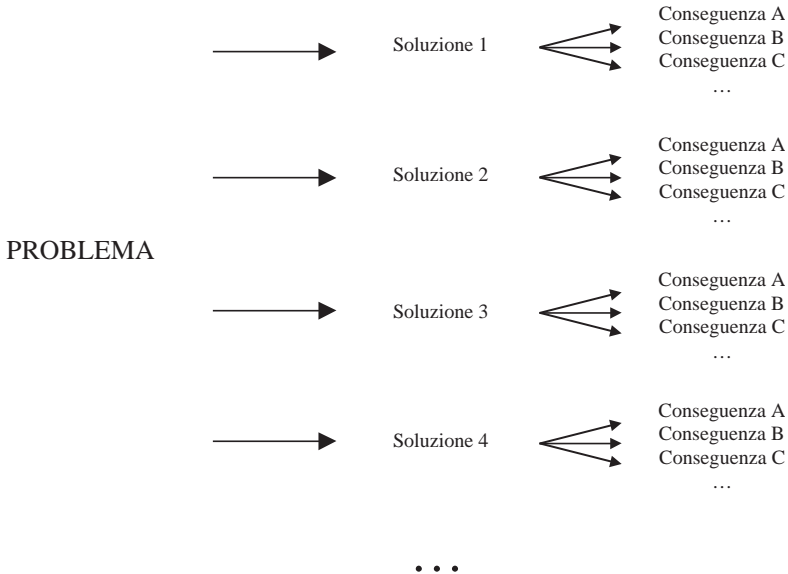 PROBLEMA
Soluzione 1
Conseguenza A
Conseguenza B
Conseguenza C
…
Soluzione 2
Conseguenza A
Conseguenza B
Conseguenza C
…
Soluzione 3
Conseguenza A
Conseguenza B
Conseguenza C
…
Soluzione 4
Conseguenza A
Conseguenza B
Conseguenza C
…
…